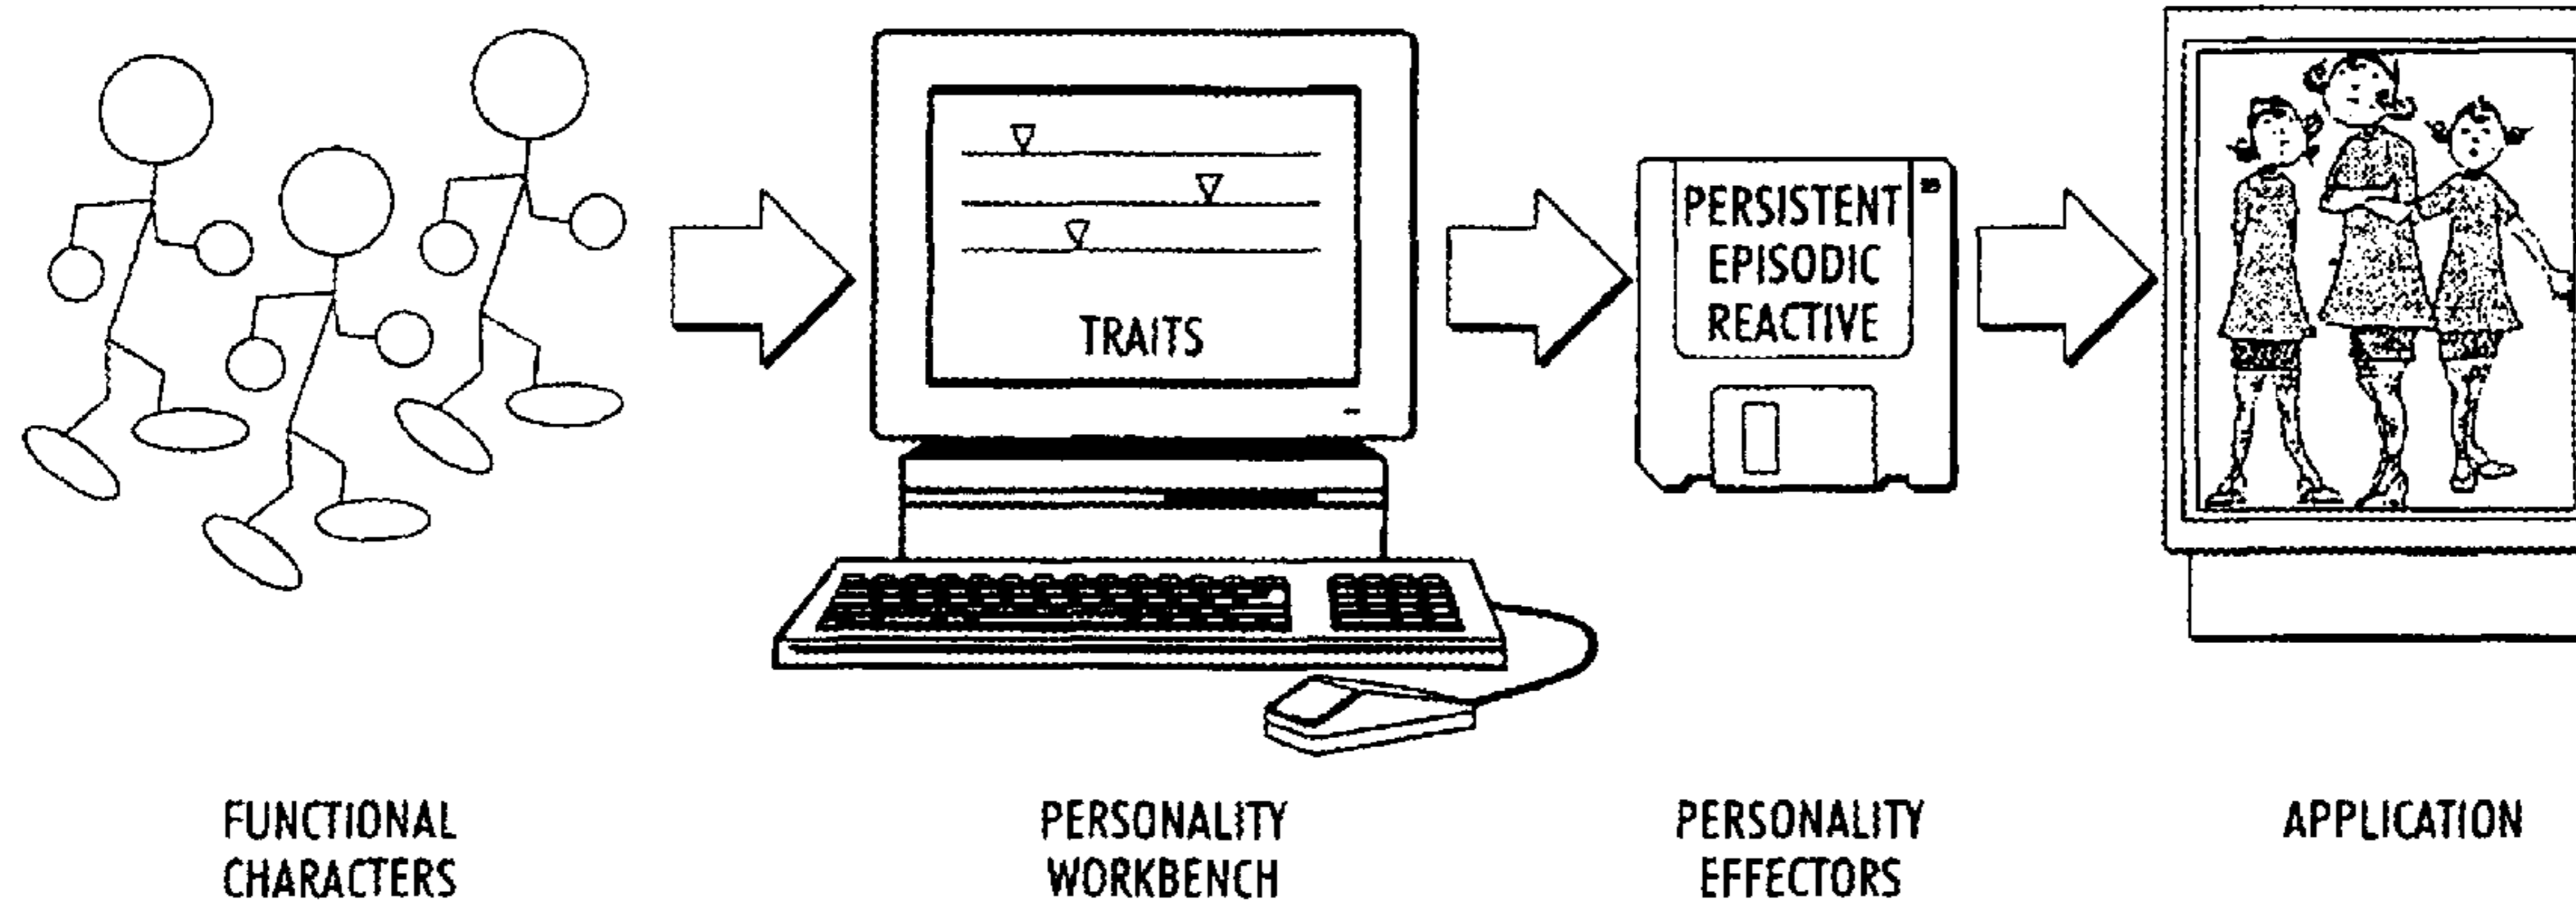 TRAITS
PERSISTENT
EPISODIC
REACTIVE
FUNCTIONAL
CHARACTERS
PERSONALITY
WORKBENCH
PERSONALITY
EFFECTORS
APPLICATION